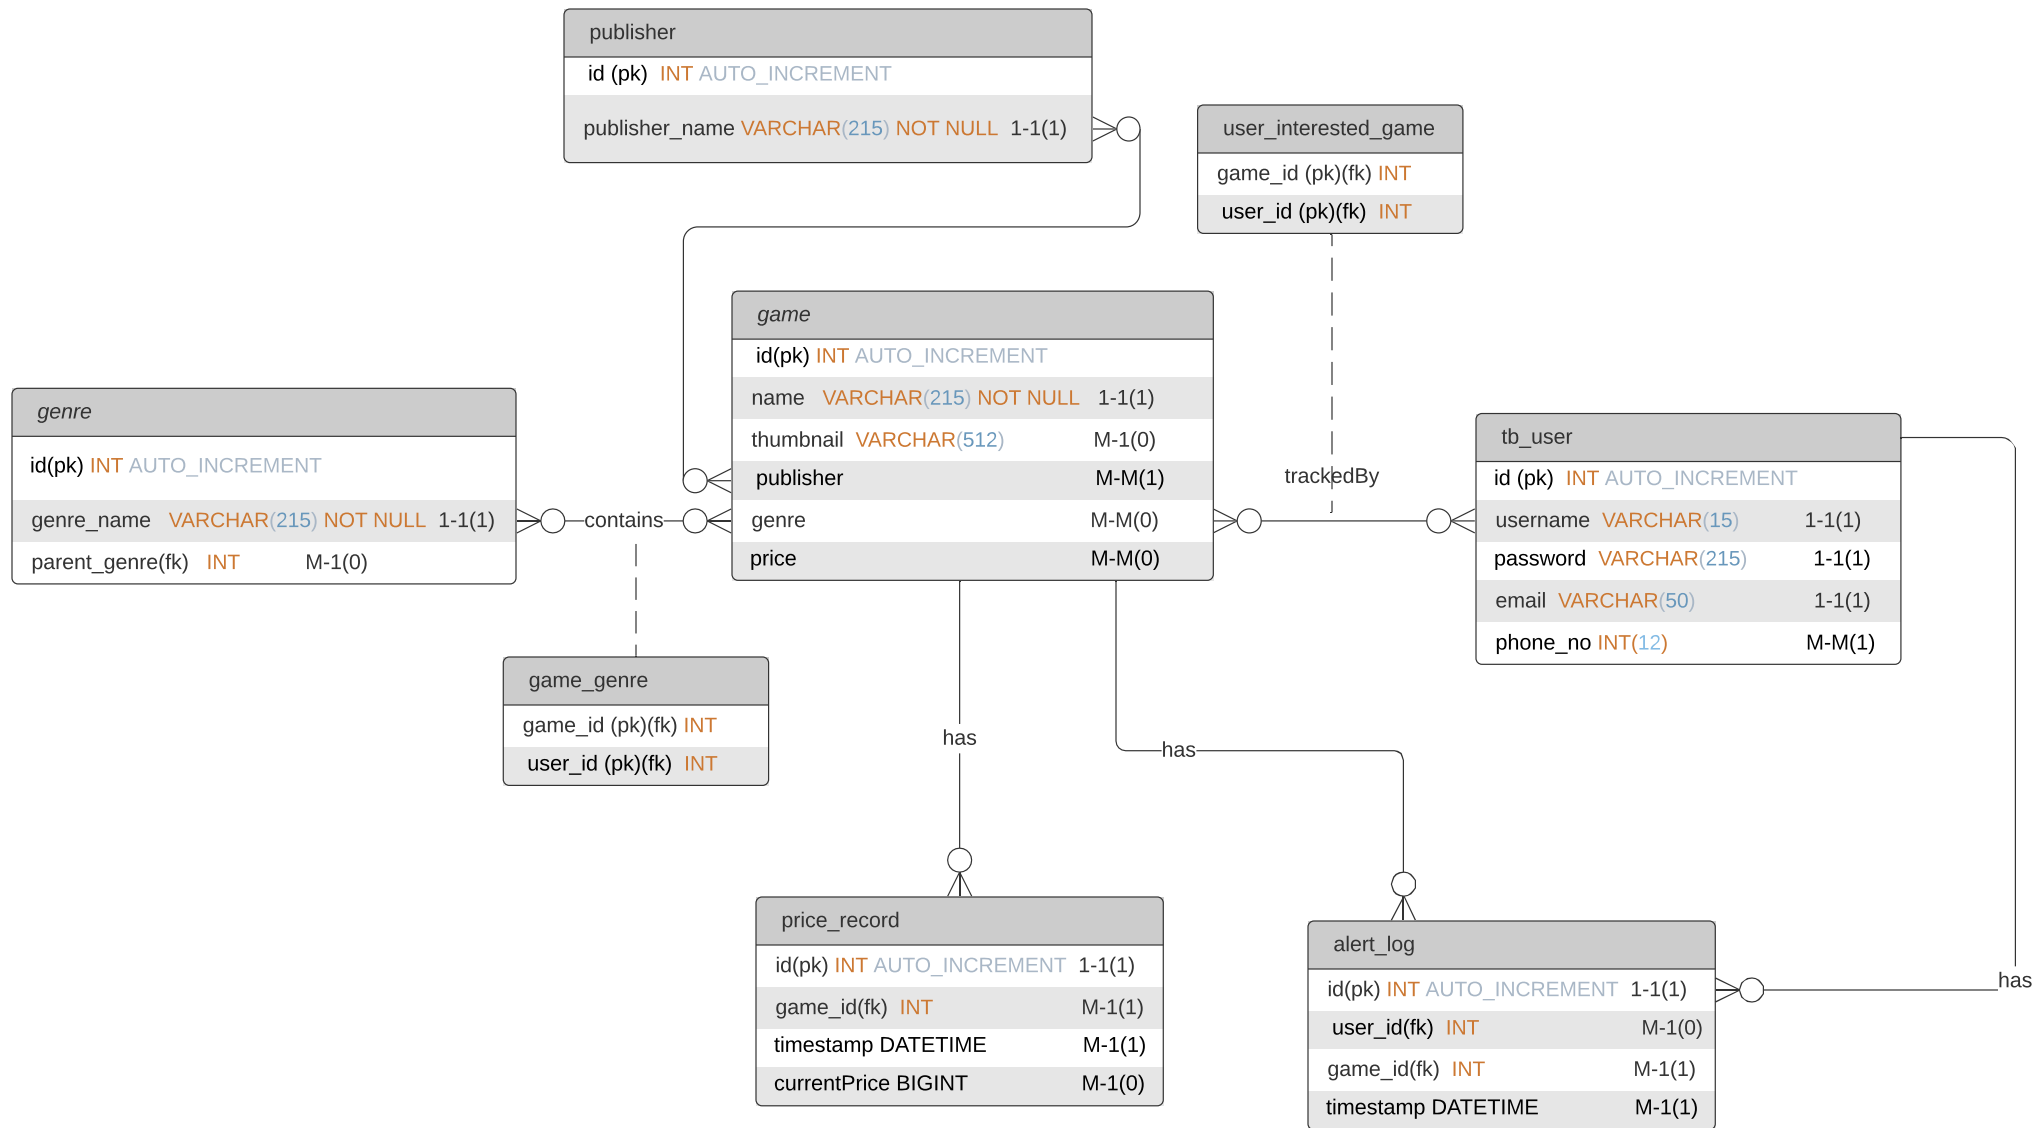 publisher
id (pk) INT AUTO_INCREMENT
publisher_name VARCHAR(215) NOT NULL 1-1(1)
user_interested_game
game_id (pk)(fk) INT
user_id (pk)(fk) INT
game
id(pk) INT AUTO_INCREMENT
name VARCHAR(215) NOT NULL 1-1(1)
thumbnail VARCHAR(512) M-1(0)
publisher M-M(1)
genre M-M(0)
price M-M(0)
genre
id(pk) INT AUTO_INCREMENT
genre_name VARCHAR(215) NOT NULL 1-1(1)
parent_genre(fk) INT M-1(0)
contains
trackedBy
tb_user
id (pk) INT AUTO_INCREMENT
username VARCHAR(15) 1-1(1)
password VARCHAR(215) 1-1(1)
email VARCHAR(50) 1-1(1)
phone_no INT(12) M-M(1)
game_genre
game_id (pk)(fk) INT
user_id (pk)(fk) INT
has
has
has
price_record
id(pk) INT AUTO_INCREMENT 1-1(1)
game_id(fk) INT M-1(1)
timestamp DATETIME M-1(1)
currentPrice BIGINT M-1(0)
alert_log
id(pk) INT AUTO_INCREMENT 1-1(1)
user_id(fk) INT M-1(0)
game_id(fk) INT M-1(1)
timestamp DATETIME M-1(1)